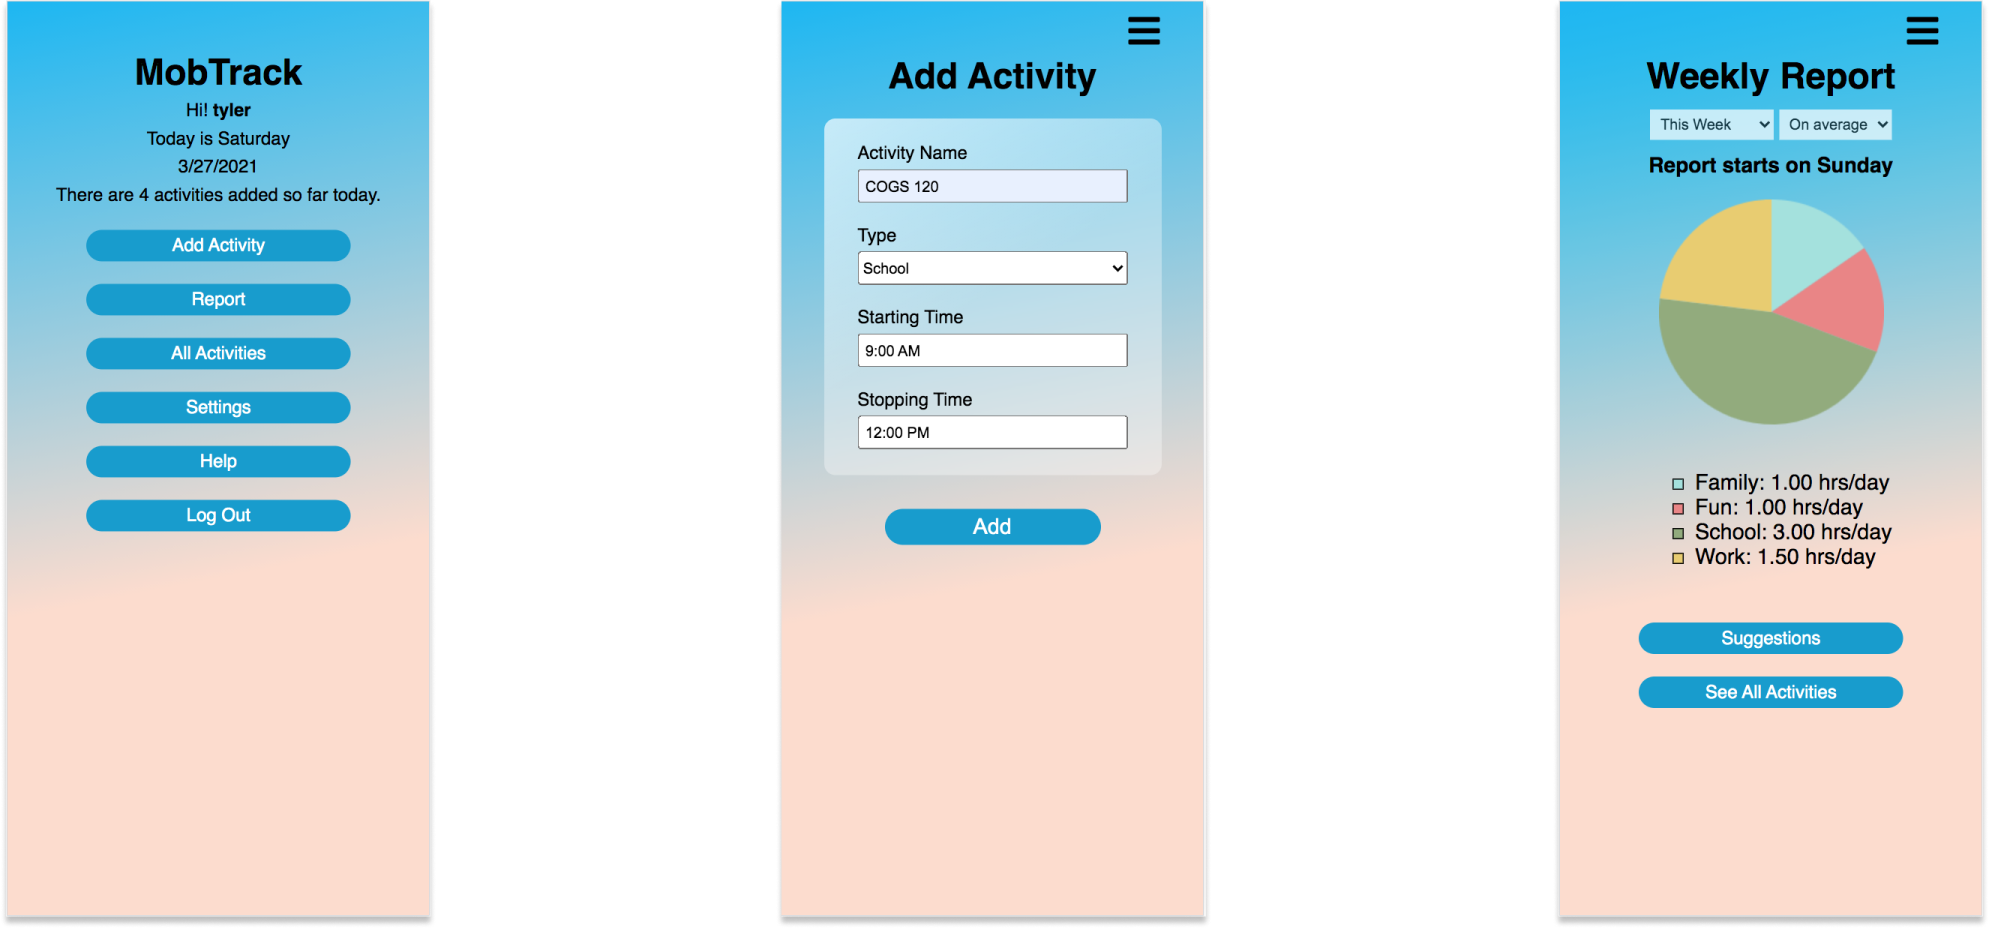 MobTrack
Hi! tyler
Today is Saturday
3/27/2021
There are 4 activities added so far today.
Add Activity
Report
All Activities
Settings
Help
Log Out
Add Activity
Activity Name
COGS 120
Type
School
Starting Time
9:00 AM
Stopping Time
12:00 PM
Add
Weekly Report
This Week On average
Report starts on Sunday
Family: 1.00 hrs/day
Fun: 1.00 hrs/day
School: 3.00 hrs/day
Work: 1.50 hrs/day
Suggestions
See All Activities